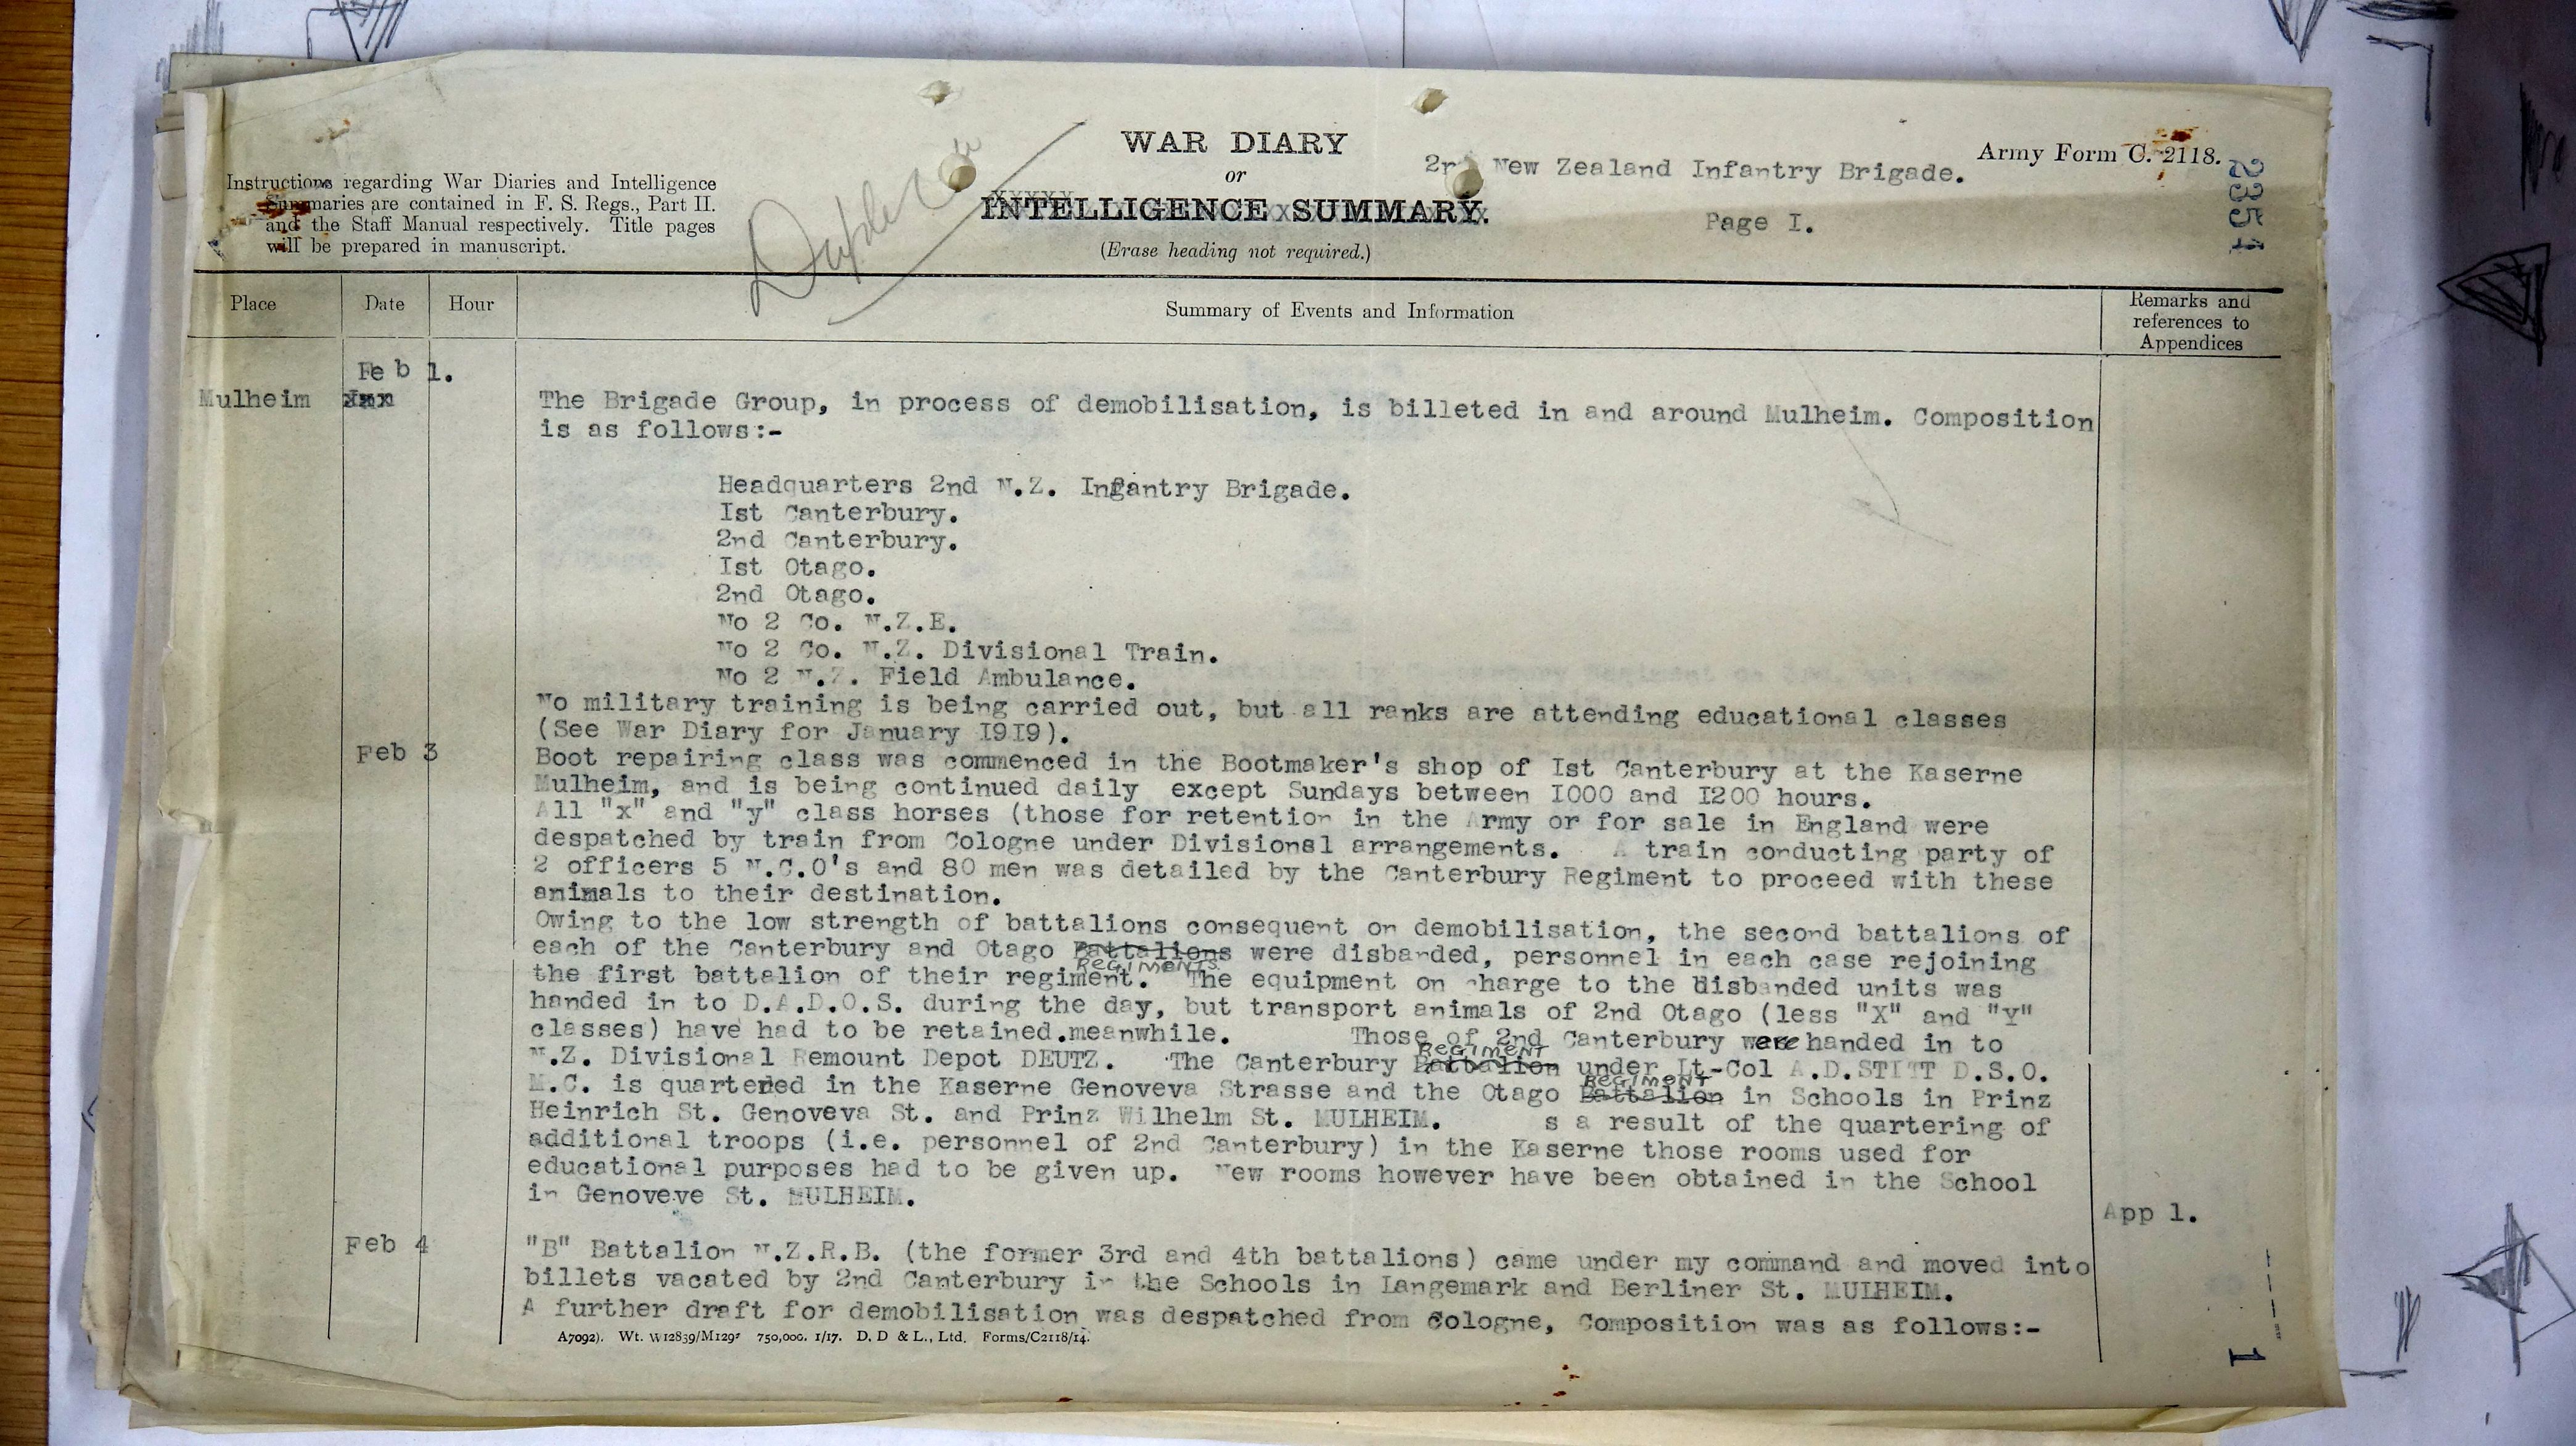 WAR DIARY
or
INTELLIGENCE SUMMARY.
(Erase heading not required.)
Instructions regarding War Diaries and Intelligence
Summaries are contained in F. S. Regs., Part II.
and the Staff Manual respectively. Title pages
will be prepared in manuscript.
Duplicate
New Zealand Infantry Brigade.
Page I.
Army Form C. 2118.
2351
Place
Date
Hour
Summary of Events and Information
Remarks and
references to
Appendices
Feb 1.
Mulheim
The Brigade Group, in process of demobilisation, is billeted in and around Mulheim. Composition
is as follows:-
Headquarters 2nd N.Z. Infantry Brigade.
Ist Canterbury.
2nd Canterbury.
Ist Otago.
2nd Otago.
No 2 Co. N.Z.E.
No 2 Co. N.Z. Divisional Train.
No 2 N.Z. Field Ambulance.
No military training is being carried out, but all ranks are attending educational classes
(See War Diary for January I9I9).
Feb 3
Boot repairing class was commenced in the Bootmaker's shop of Ist Canterbury at the Kaserne
Mulheim, and is being continued daily except Sundays between I000 and I200 hours.
All "x" and "y" class horses (those for retention in the Army or for sale in England were
despatched by train from Cologne under Divisionsl arrangements. A train conducting party of
2 officers 5 N.C.O's and 80 men was detailed by the Canterbury Regiment to proceed with these
animals to their destination.
Owing to the low strength of battalions consequent on demobilisation, the second battalions of
each of the Canterbury and Otago Battalions were disbanded, personnel in each case rejoining
REGIMENTS
the first battalion of their regiment. The equipment on charge to the disbanded units was
handed in to D.A.D.O.S. during the day, but transport animals of 2nd Otago (less "X" and "Y"
classes) have had to be retained.meanwhile. Those of 2nd Canterbury were handed in to
REGIMENT
N.Z. Divisional Remount Depot DEUTZ. The Canterbury Battalion under Lt-Col A.D.STITT D.S.O.
REGIMENT
M.C. is quartered in the Kaserne Genoveva Strasse and the Otago Battalion in Schools in Prinz
Heinrich St. Genoveva St. and Prinz Wilhelm St. MULHEIM. s a result of the quartering of
additional troops (i.e. personnel of 2nd Canterbury) in the Kaserne those rooms used for
educational purposes had to be given up. New rooms however have been obtained in the School
in Genoveve St. MULHEIM.
App 1.
Feb 4
"B" Battalion N.Z.R.B. (the former 3rd and 4th battalions) came under my command and moved into
billets vacated by 2nd Canterbury in the Schools in Langemark and Berliner St. MULHEIM.
A further draft for demobilisation was despatched from Cologne, Composition was as follows:-
A7092). Wt. W12839/M129 750,000. 1/17. D. D & L., Ltd. Forms/C2118/14.
1